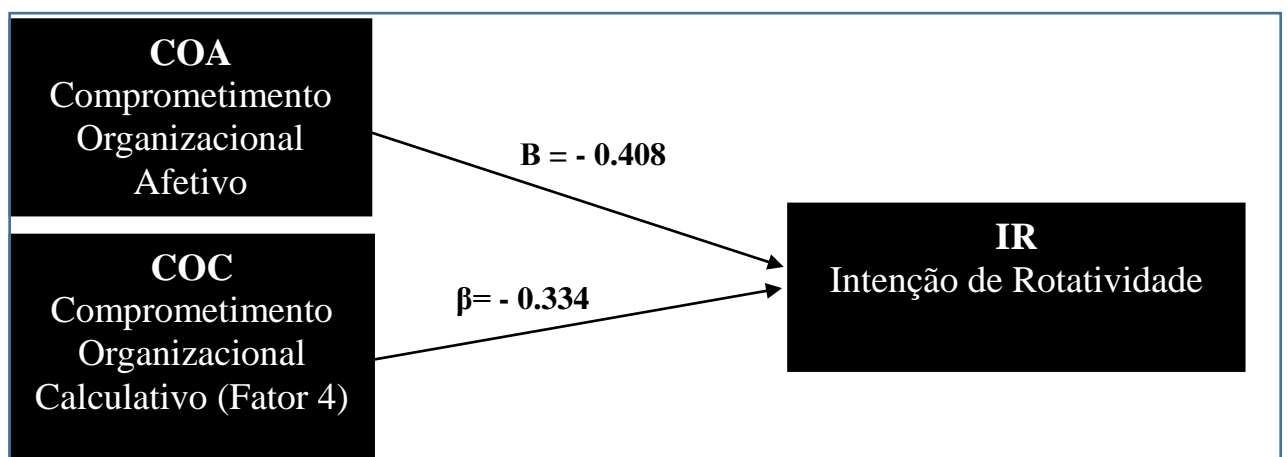 COA
Comprometimento
Organizacional
Afetivo
B = - 0.408
COC
Comprometimento
Organizacional
Calculativo (Fator 4)
β= - 0.334
IR
Intenção de Rotatividade